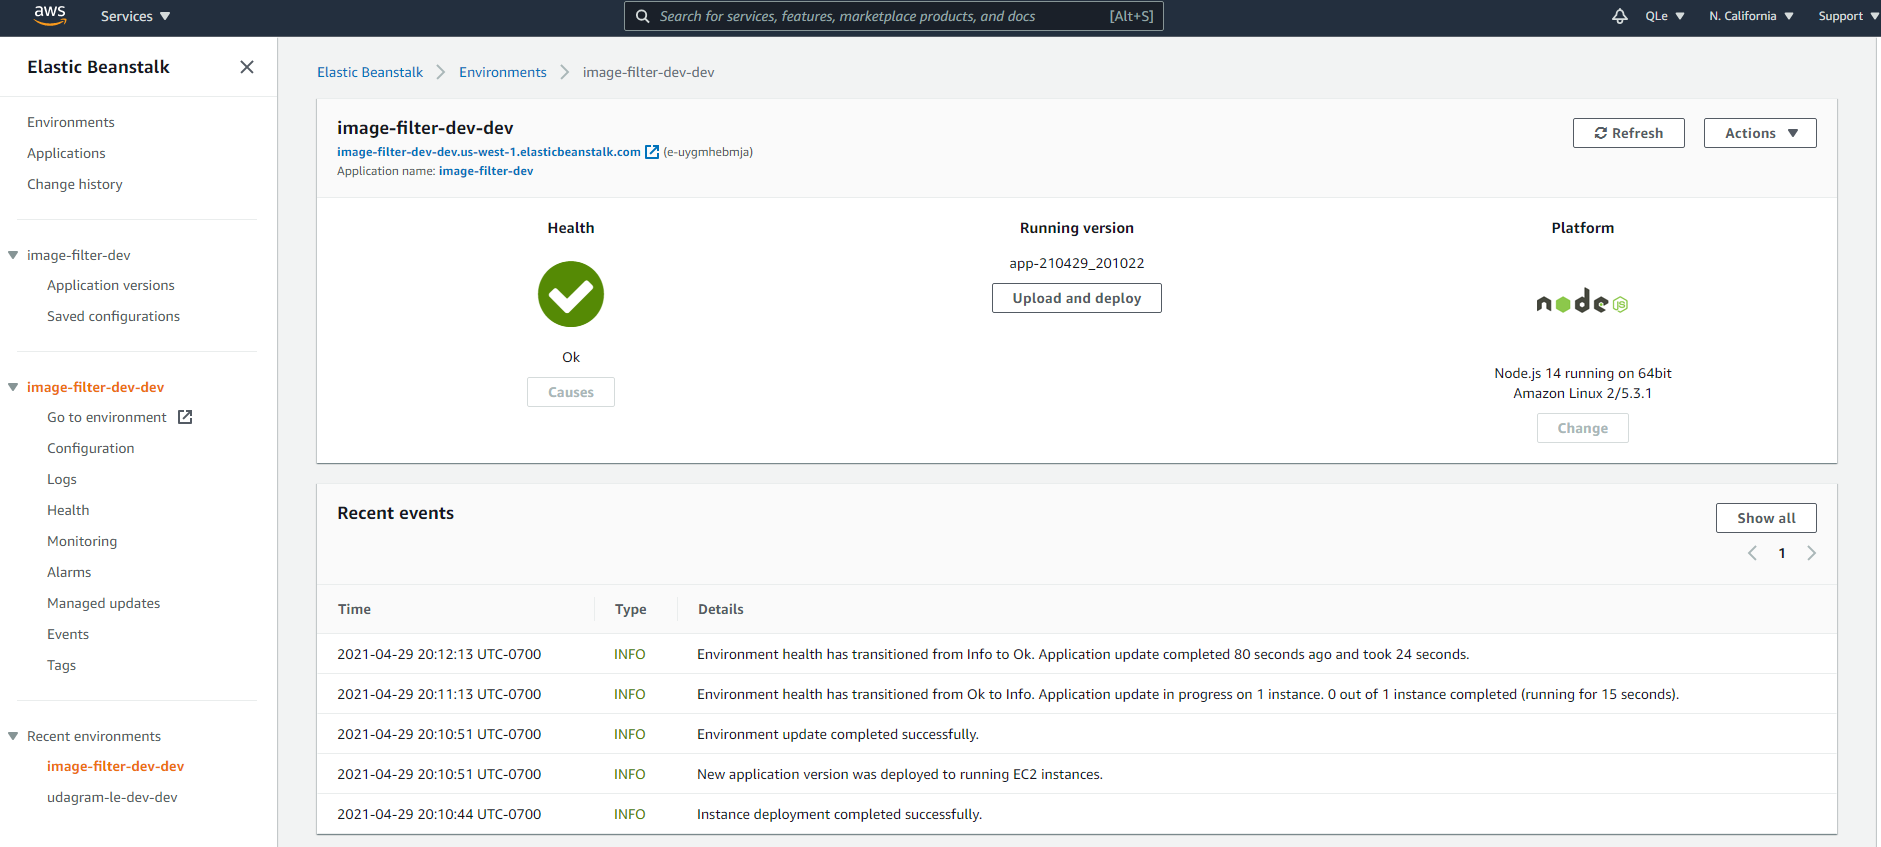 aws Services Search for services, features, marketplace products, and docs [Alt+S] QLe N. California Support
Elastic Beanstalk
Environments
Applications
Change history
image-filter-dev
Application versions
Saved configurations
image-filter-dev-dev
Go to environment
Configuration
Logs
Health
Monitoring
Alarms
Managed updates
Events
Tags
Recent environments
image-filter-dev-dev
udagram-le-dev-dev
Elastic Beanstalk Environments image-filter-dev-dev
image-filter-dev-dev
image-filter-dev-dev.us-west-1.elasticbeanstalk.com (e-uygmhebmja)
Application name: image-filter-dev
Refresh Actions
Health
Ok
Causes
Running version
app-210429_201022
Upload and deploy
Platform
node JS
Node.js 14 running on 64bit
Amazon Linux 2/5.3.1
Change
Recent events
Show all
1
Time Type Details
2021-04-29 20:12:13 UTC-0700 INFO Environment health has transitioned from Info to Ok. Application update completed 80 seconds ago and took 24 seconds.
2021-04-29 20:11:13 UTC-0700 INFO Environment health has transitioned from Ok to Info. Application update in progress on 1 instance. 0 out of 1 instance completed (running for 15 seconds).
2021-04-29 20:10:51 UTC-0700 INFO Environment update completed successfully.
2021-04-29 20:10:51 UTC-0700 INFO New application version was deployed to running EC2 instances.
2021-04-29 20:10:44 UTC-0700 INFO Instance deployment completed successfully.